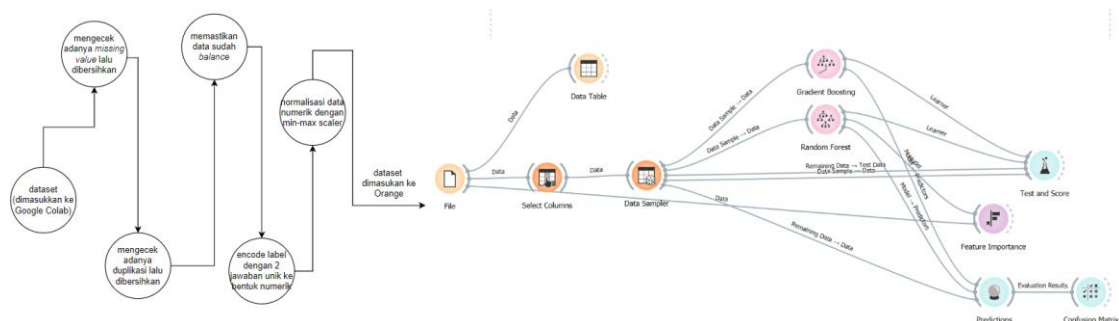 dataset
(dimasukkan ke
Google Colab)
mengecek
adanya missing
value lalu
dibersihkan
mengecek
adanya
duplikasi lalu
dibersihkan
memastikan
data sudah
balance
encode label
dengan 2
jawaban unik ke
bentuk numerik
normalisasi data
numerik dengan
min-max scaler
dataset
dimasukan ke
Orange
File
Data
Data Table
Data
Select Columns
Data
Data Sampler
Data
Data Sample → Data
Gradient Boosting
Data Sample → Data
Random Forest
Learner
Learner
Remaining Data → Test Data
Data Sample → Data
Test and Score
Model → Predictors
Feature Importance
Remaining Data → Data
Predictions
Evaluation Results
Confusion Matrix